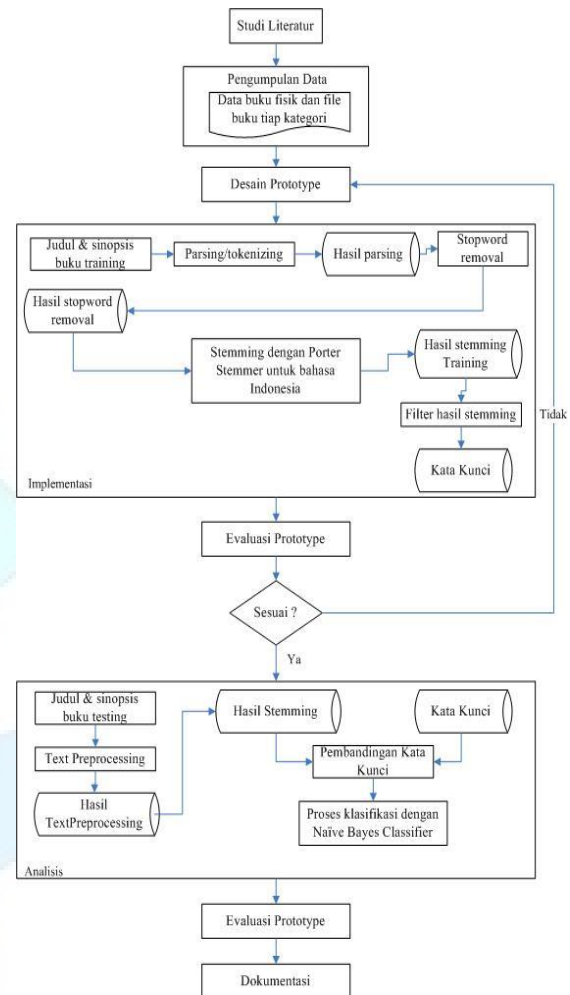 Studi Literatur
Pengumpulan Data
Data buku fisik dan file
buku tiap kategori
Desain Prototype
Judul & sinopsis
buku training
Parsing/tokenizing
Hasil parsing
Stopword
removal
Hasil stopword
removal
Stemming dengan Porter
Stemmer untuk bahasa
Indonesia
Hasil stemming
Training
Filter hasil stemming
Tidak
Kata Kunci
Implementasi
Evaluasi Prototype
Sesuai ?
Ya
Judul & sinopsis
buku testing
Hasil Stemming
Kata Kunci
Text Preprocessing
Pembandingan Kata
Kunci
Hasil
TextPreprocessing
Proses klasifikasi dengan
Naïve Bayes Classifier
Analisis
Evaluasi Prototype
Dokumentasi